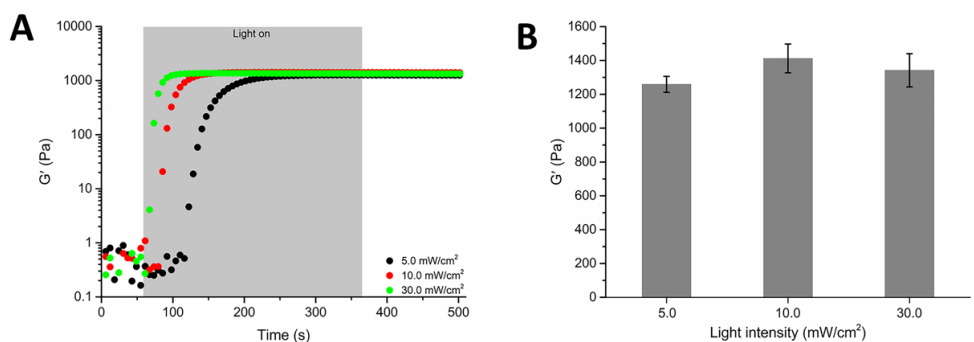 A
Light on
G′ (Pa)
10000
1000
100
10
1
0.1
0
100
200
300
400
500
Time (s)
5.0 mW/cm²
10.0 mW/cm²
30.0 mW/cm²
B
G′ (Pa)
1600
1400
1200
1000
800
600
400
200
0
5.0
10.0
30.0
Light intensity (mW/cm²)